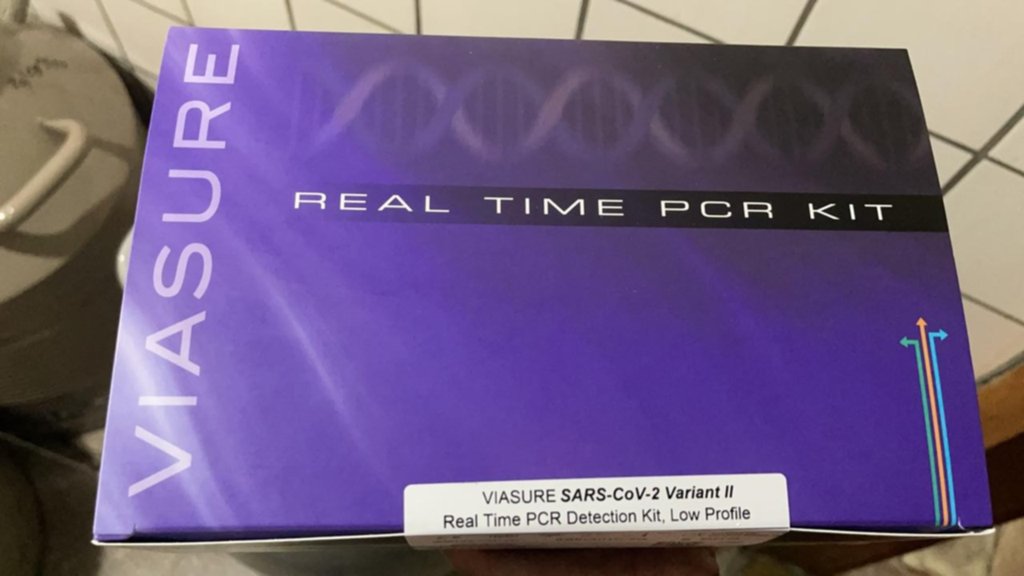 VIASURE
REAL TIME PCR KIT
VIASURE SARS-CoV-2 Variant II
Real Time PCR Detection Kit, Low Profile